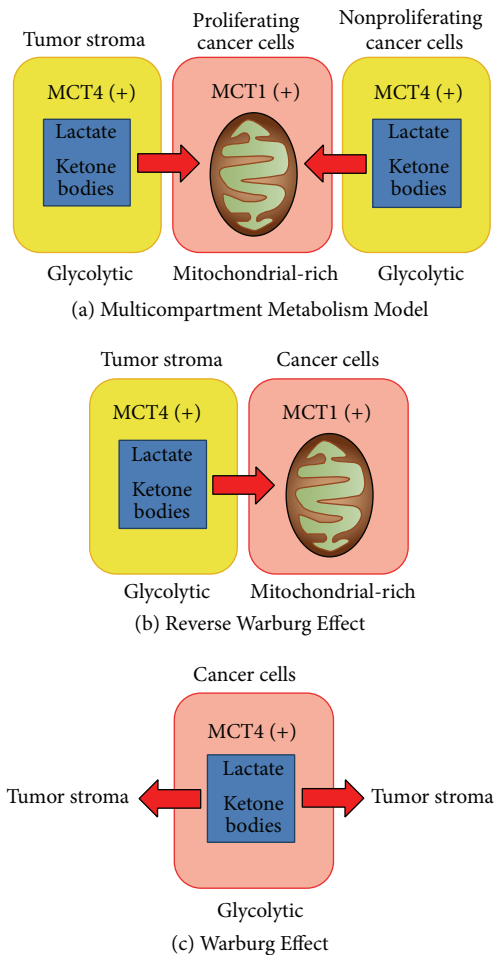 Tumor stroma
Proliferating
cancer cells
Nonproliferating
cancer cells
MCT4 (+)
Lactate
Ketone
bodies
MCT1 (+)
MCT4 (+)
Lactate
Ketone
bodies
Glycolytic
Mitochondrial-rich
Glycolytic
(a) Multicompartment Metabolism Model
Tumor stroma
Cancer cells
MCT4 (+)
Lactate
Ketone
bodies
MCT1 (+)
Glycolytic
Mitochondrial-rich
(b) Reverse Warburg Effect
Cancer cells
MCT4 (+)
Lactate
Ketone
bodies
Tumor stroma
Tumor stroma
Glycolytic
(c) Warburg Effect